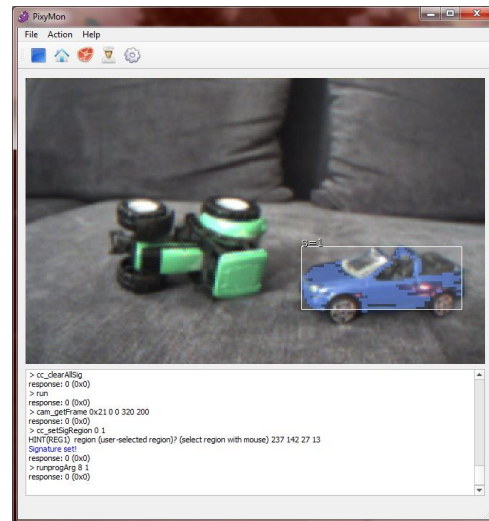 PixyMon
File Action Help
s=1
> cc_clearAllSig
response: 0 (0x0)
> run
response: 0 (0x0)
> cam_getFrame 0x21 0 0 320 200
response: 0 (0x0)
> cc_setSigRegion 0 1
HINT(REG1) region (user-selected region)? (select region with mouse) 237 142 27 13
Signature set!
response: 0 (0x0)
> runprogArg 8 1
response: 0 (0x0)